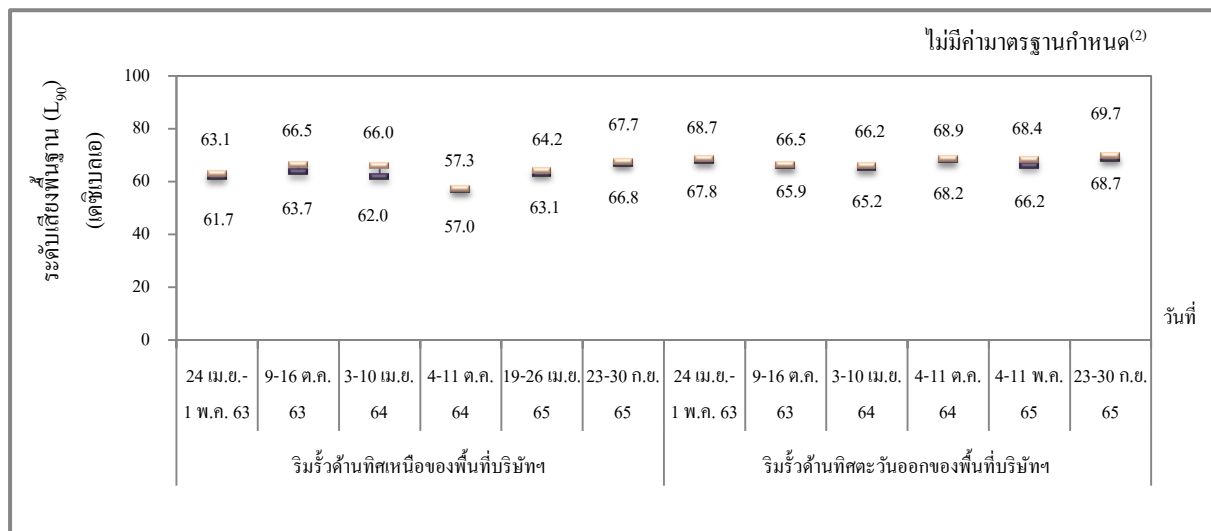 ไม่มีค่ามาตรฐานกำหนด(2)
ระดับเสียงพื้นฐาน (L90)
(เดซิเบลเอ)
100
80
60
40
20
0
63.1 66.5 66.0 57.3 64.2 67.7 68.7 66.5 66.2 68.9 68.4 69.7
61.7 63.7 62.0 57.0 63.1 66.8 67.8 65.9 65.2 68.2 66.2 68.7
วันที่
24 เม.ย.- 9-16 ต.ค. 3-10 เม.ย. 4-11 ต.ค. 19-26 เม.ย. 23-30 ก.ย. 24 เม.ย.- 9-16 ต.ค. 3-10 เม.ย. 4-11 ต.ค. 4-11 พ.ค. 23-30 ก.ย.
1 พ.ค. 63 63 64 64 65 65 1 พ.ค. 63 63 64 64 65 65
ริมรั้วด้านทิศเหนือของพื้นที่บริษัทฯ ริมรั้วด้านทิศตะวันออกของพื้นที่บริษัทฯ